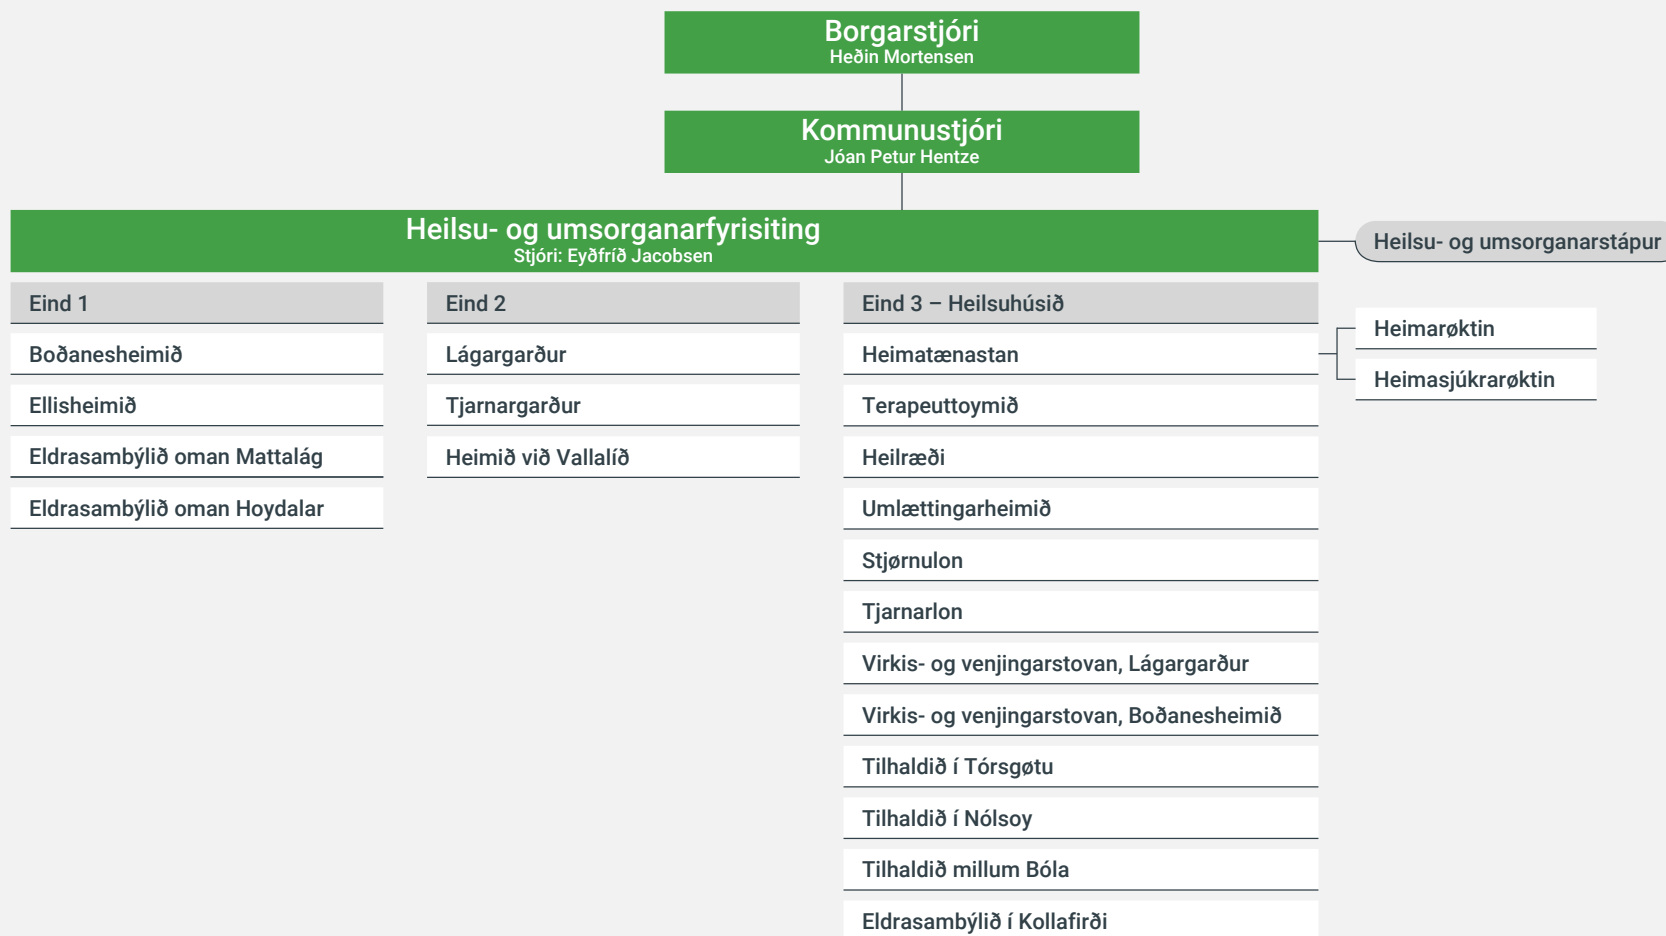 Borgarstjóri
Heðin Mortensen
Kommunustjóri
Jóan Petur Hentze
Heilsu- og umsorganarfyrisiting
Stjóri: Eyðfríð Jacobsen
Heilsu- og umsorganarstápur
Eind 1
Boðanesheimið
Ellisheimið
Eldrasambýlið oman Mattalág
Eldrasambýlið oman Hoydalar
Eind 2
Lágargarður
Tjarnargarður
Heimið við Vallalíð
Eind 3 – Heilsuhúsið
Heimatænastan
Heimarøktin
Heimasjúkrarøktin
Terapeuttoymið
Heilræði
Umlættingarheimið
Stjørnulon
Tjarnarlon
Virkis- og venjingarstovan, Lágargarður
Virkis- og venjingarstovan, Boðanesheimið
Tilhaldið í Tórsgøtu
Tilhaldið í Nólsoy
Tilhaldið millum Bóla
Eldrasambýlið í Kollafirði